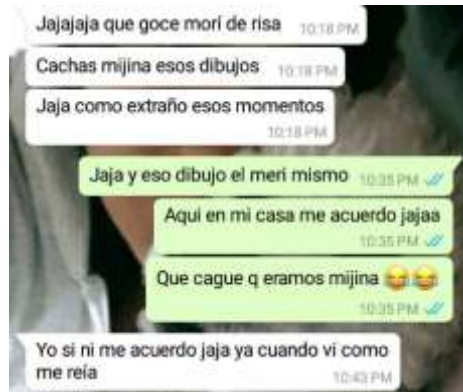 Jajajaja que goce morí de risa 10:18 PM
Cachas mijina esos dibujos 10:18 PM
Jaja como extraño esos momentos
10:18 PM
Jaja y eso dibujo el meri mismo 10:35 PM
Aqui en mi casa me acuerdo jajaa
10:35 PM
Que cague q eramos mijina 😂😂
10:35 PM
Yo si ni me acuerdo jaja ya cuando vi como
me reía 10:43 PM